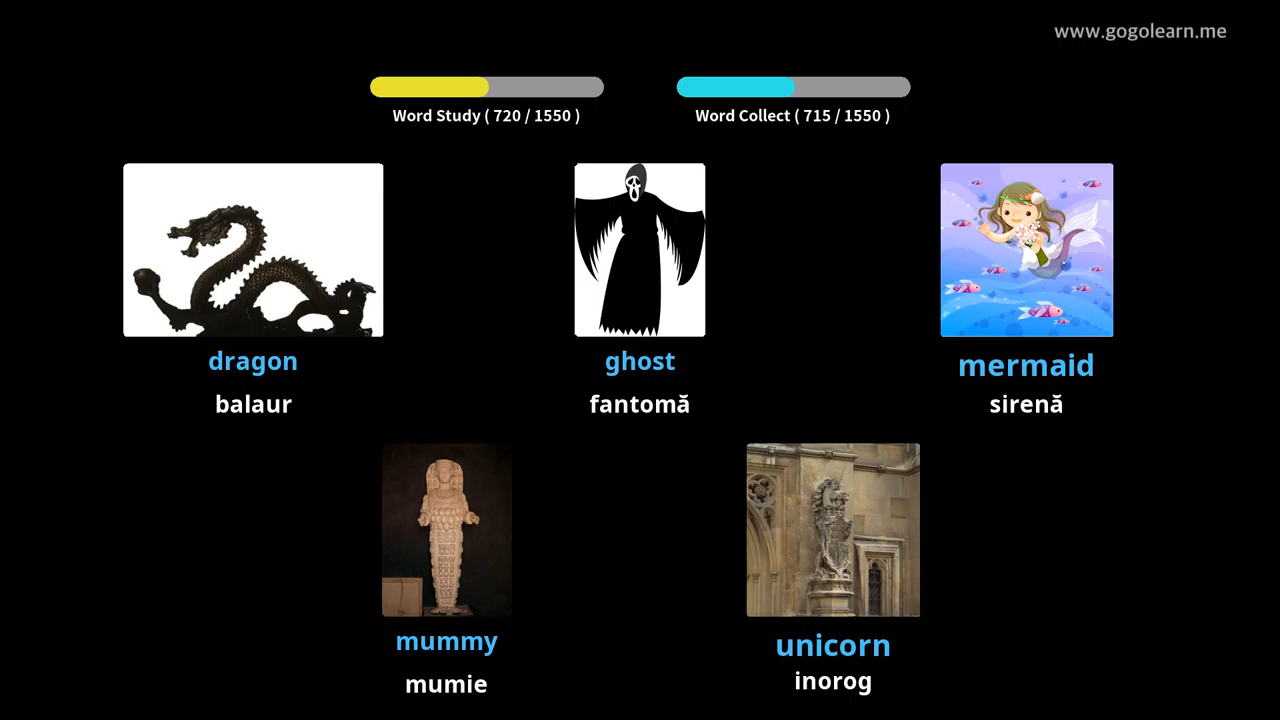 www.gogolearn.me
Word Study ( 720 / 1550 )
Word Collect ( 715 / 1550 )
dragon
balaur
ghost
fantomă
mermaid
sirenă
mummy
mumie
unicorn
inorog